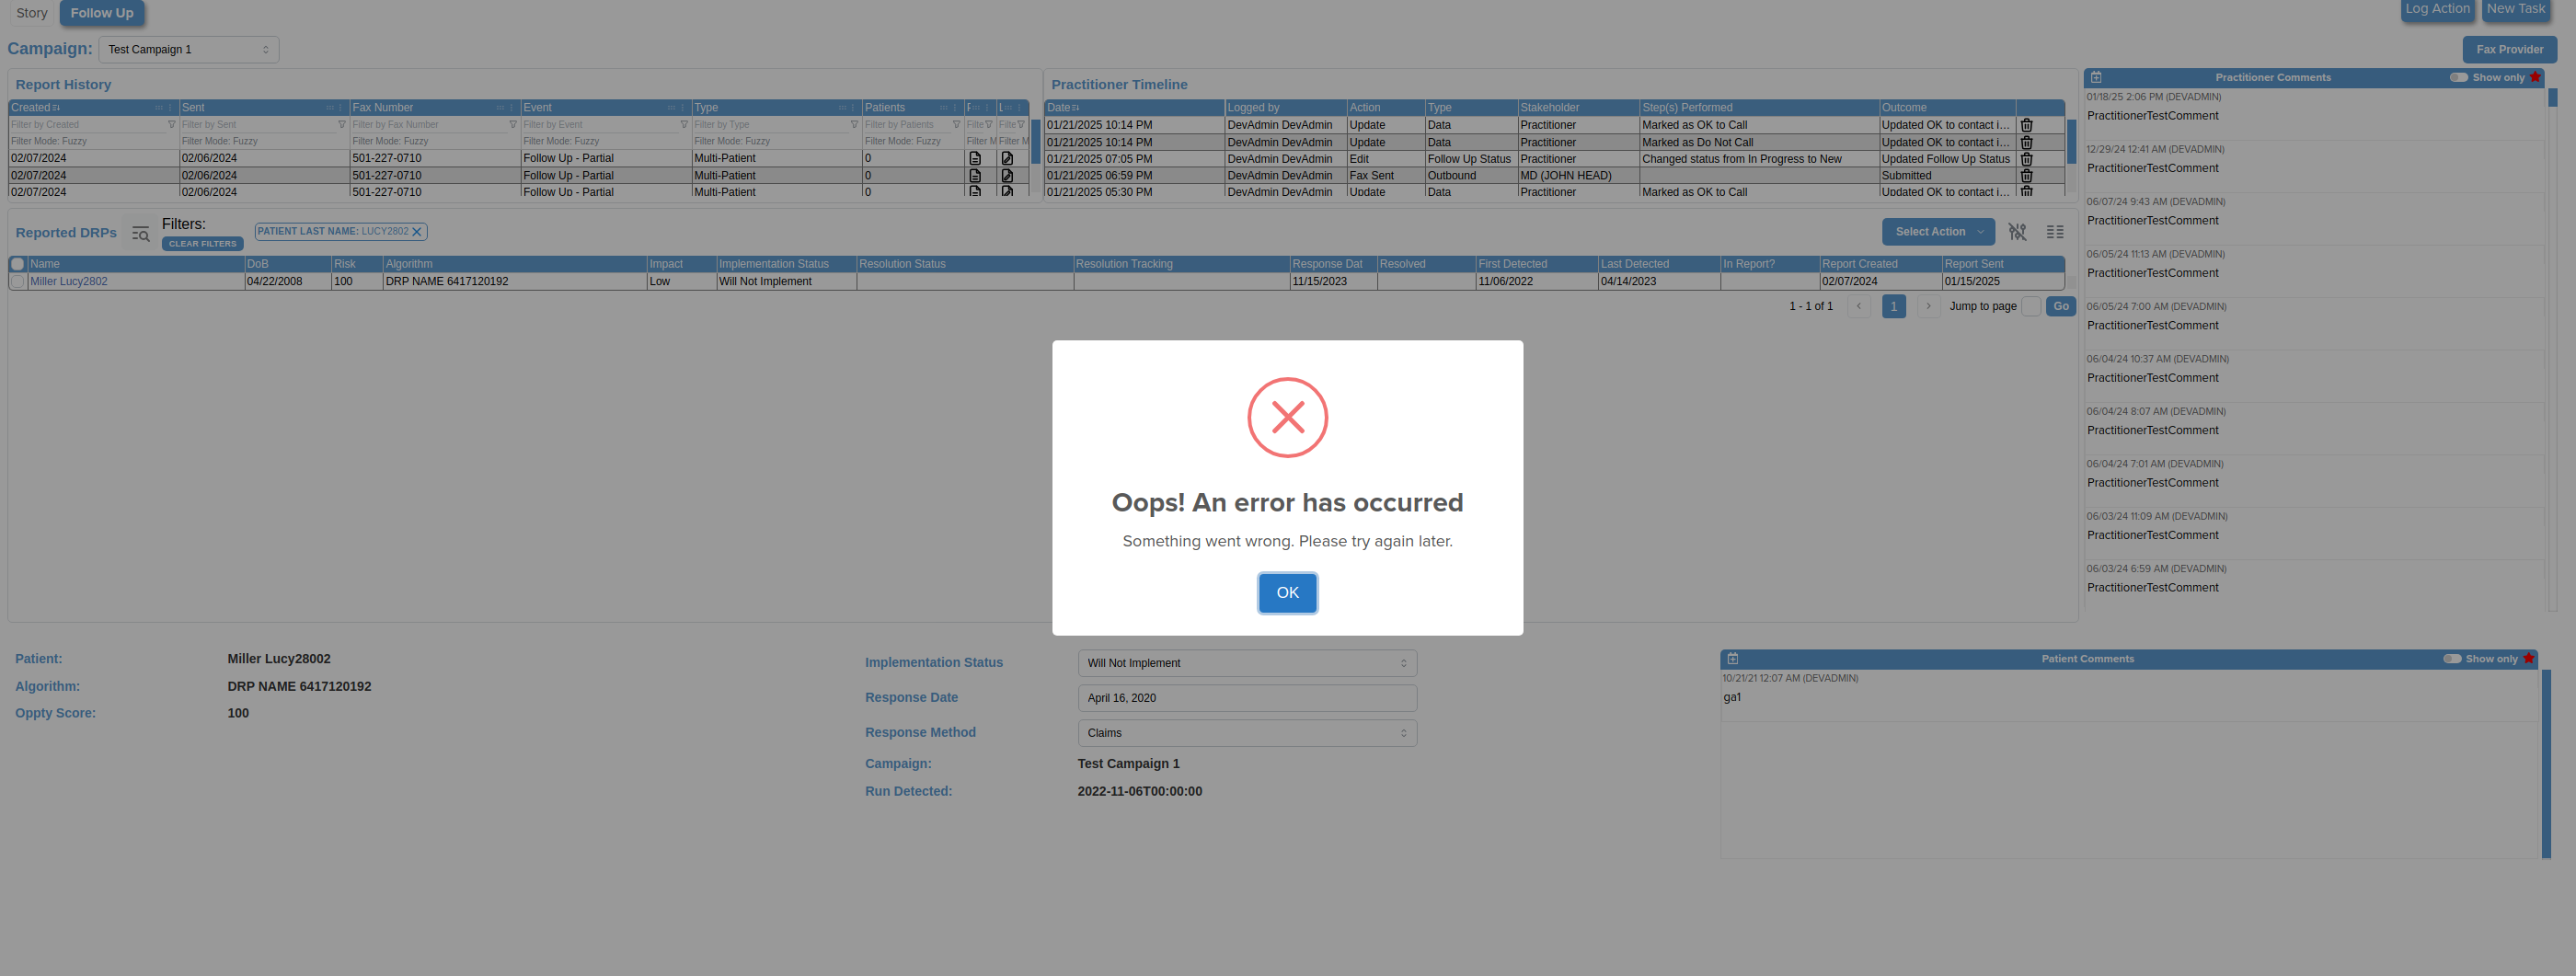 Story Follow Up Log Action New Task
Campaign: Test Campaign 1 Fax Provider
Report History
Created Sent Fax Number Event Type Patients
Filter by Created Filter by Sent Filter by Fax Number Filter by Event Filter by Type Filter by Patients Filte Filte
Filter Mode: Fuzzy Filter Mode: Fuzzy Filter Mode: Fuzzy Filter Mode: Fuzzy Filter Mode: Fuzzy Filter Mode: Fuzzy Filter M Filter M
02/07/2024 02/06/2024 501-227-0710 Follow Up - Partial Multi-Patient 0
02/07/2024 02/06/2024 501-227-0710 Follow Up - Partial Multi-Patient 0
02/07/2024 02/06/2024 501-227-0710 Follow Up - Partial Multi-Patient 0
Practitioner Timeline
Date Logged by Action Type Stakeholder Step(s) Performed Outcome
01/21/2025 10:14 PM DevAdmin DevAdmin Update Data Practitioner Marked as OK to Call Updated OK to contact i...
01/21/2025 10:14 PM DevAdmin DevAdmin Update Data Practitioner Marked as Do Not Call Updated OK to contact i...
01/21/2025 07:05 PM DevAdmin DevAdmin Edit Follow Up Status Practitioner Changed status from In Progress to New Updated Follow Up Status
01/21/2025 06:59 PM DevAdmin DevAdmin Fax Sent Outbound MD (JOHN HEAD) Submitted
01/21/2025 05:30 PM DevAdmin DevAdmin Update Data Practitioner Marked as OK to Call Updated OK to contact i...
Practitioner Comments Show only
01/18/25 2:06 PM (DEVADMIN)
PractitionerTestComment
12/29/24 12:41 AM (DEVADMIN)
PractitionerTestComment
06/07/24 9:43 AM (DEVADMIN)
PractitionerTestComment
06/05/24 11:13 AM (DEVADMIN)
PractitionerTestComment
06/05/24 7:00 AM (DEVADMIN)
PractitionerTestComment
06/04/24 10:37 AM (DEVADMIN)
PractitionerTestComment
06/04/24 8:07 AM (DEVADMIN)
PractitionerTestComment
06/04/24 7:01 AM (DEVADMIN)
PractitionerTestComment
06/03/24 11:09 AM (DEVADMIN)
PractitionerTestComment
06/03/24 6:59 AM (DEVADMIN)
PractitionerTestComment
Reported DRPs Filters:
CLEAR FILTERS
PATIENT LAST NAME: LUCY2802
Select Action
Name DoB Risk Algorithm Impact Implementation Status Resolution Status Resolution Tracking Response Dat Resolved First Detected Last Detected In Report? Report Created Report Sent
Miller Lucy2802 04/22/2008 100 DRP NAME 6417120192 Low Will Not Implement 11/15/2023 11/06/2022 04/14/2023 02/07/2024 01/15/2025
1 - 1 of 1 1 Jump to page Go
Oops! An error has occurred
Something went wrong. Please try again later.
OK
Patient: Miller Lucy28002
Algorithm: DRP NAME 6417120192
Oppty Score: 100
Implementation Status Will Not Implement
Response Date April 16, 2020
Response Method Claims
Campaign: Test Campaign 1
Run Detected: 2022-11-06T00:00:00
Patient Comments Show only
10/21/21 12:07 AM (DEVADMIN)
ga1